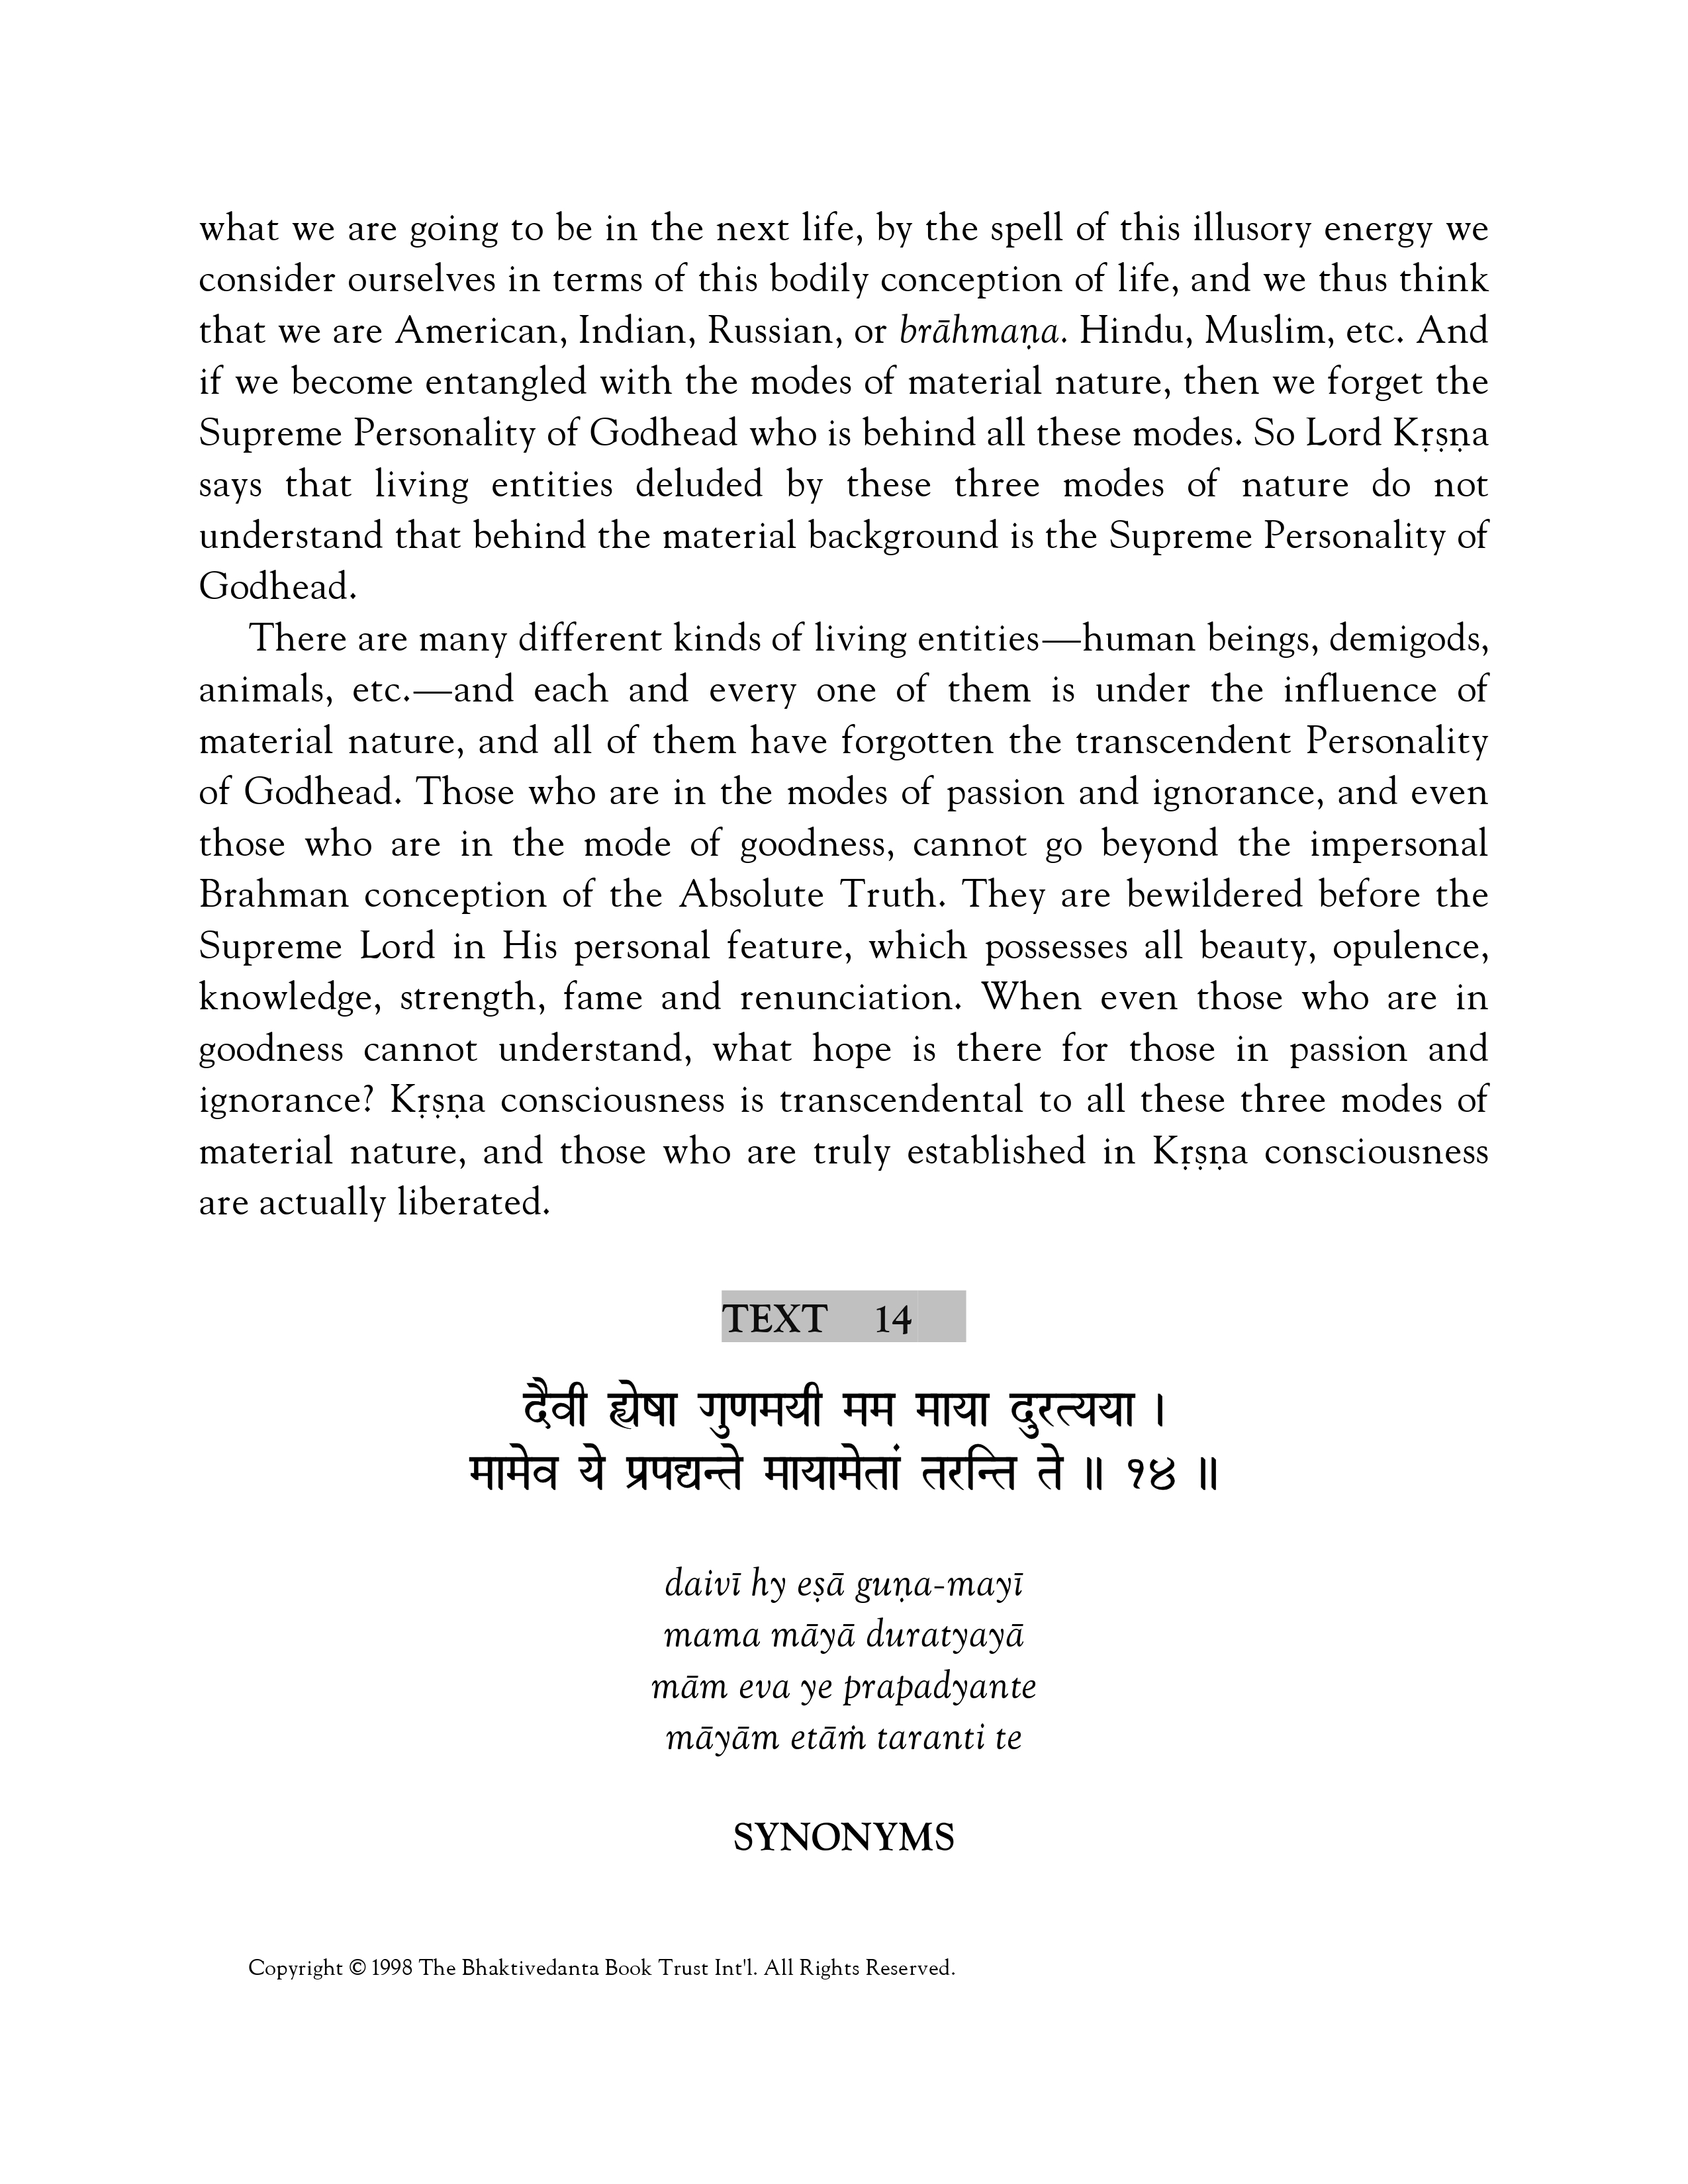 what we are going to be in the next life, by the spell of this illusory energy we
consider ourselves in terms of this bodily conception of life, and we thus think
that we are American, Indian, Russian, or brāhmaṇa. Hindu, Muslim, etc. And
if we become entangled with the modes of material nature, then we forget the
Supreme Personality of Godhead who is behind all these modes. So Lord Kṛṣṇa
says that living entities deluded by these three modes of nature do not
understand that behind the material background is the Supreme Personality of
Godhead.
There are many different kinds of living entities—human beings, demigods,
animals, etc.—and each and every one of them is under the influence of
material nature, and all of them have forgotten the transcendent Personality
of Godhead. Those who are in the modes of passion and ignorance, and even
those who are in the mode of goodness, cannot go beyond the impersonal
Brahman conception of the Absolute Truth. They are bewildered before the
Supreme Lord in His personal feature, which possesses all beauty, opulence,
knowledge, strength, fame and renunciation. When even those who are in
goodness cannot understand, what hope is there for those in passion and
ignorance? Kṛṣṇa consciousness is transcendental to all these three modes of
material nature, and those who are truly established in Kṛṣṇa consciousness
are actually liberated.
TEXT 14
दैवी ह्येषा गुणमयी मम माया दुरत्यया ।
मामेव ये प्रपद्यन्ते मायामेतां तरन्ति ते ॥ १४ ॥
daivī hy eṣā guṇa-mayī
mama māyā duratyayā
mām eva ye prapadyante
māyām etāṁ taranti te
SYNONYMS
Copyright © 1998 The Bhaktivedanta Book Trust Int'l. All Rights Reserved.